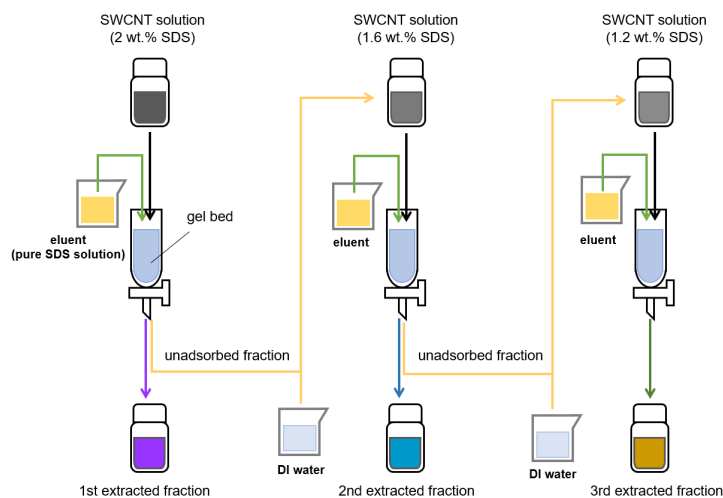 SWCNT solution
(2 wt.% SDS)
SWCNT solution
(1.6 wt.% SDS)
SWCNT solution
(1.2 wt.% SDS)
eluent
(pure SDS solution)
gel bed
eluent
eluent
unadsorbed fraction
unadsorbed fraction
DI water
DI water
1st extracted fraction
2nd extracted fraction
3rd extracted fraction